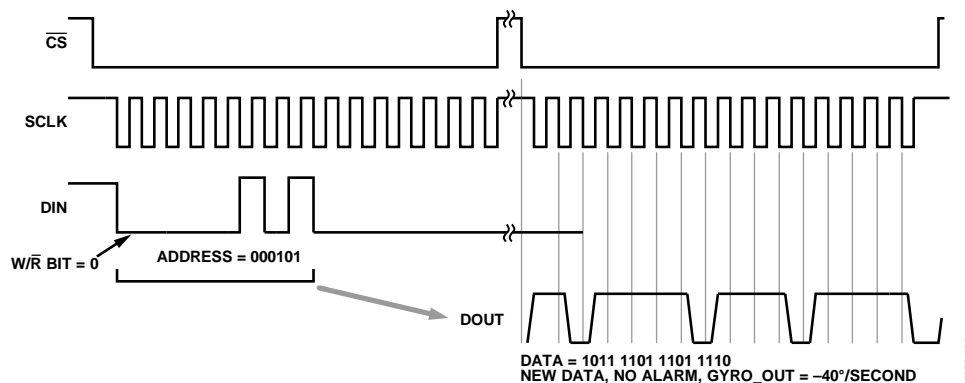 CS
SCLK
DIN
W/R BIT = 0
ADDRESS = 000101
DOUT
DATA = 1011 1101 1101 1110
NEW DATA, NO ALARM, GYRO_OUT = –40°/SECOND